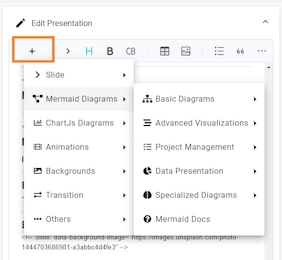 Edit Presentation
+ > H B CB 66 ...
Slide
Mermaid Diagrams
ChartJs Diagrams
Animations
Backgrounds
Transition
Others
Basic Diagrams
Advanced Visualizations
Project Management
Data Presentation
Specialized Diagrams
Mermaid Docs
<!-- .slide: data-background-image="https://images.unsplash.com/photo-
1444703686981-a3abbc4d4fe3" -->